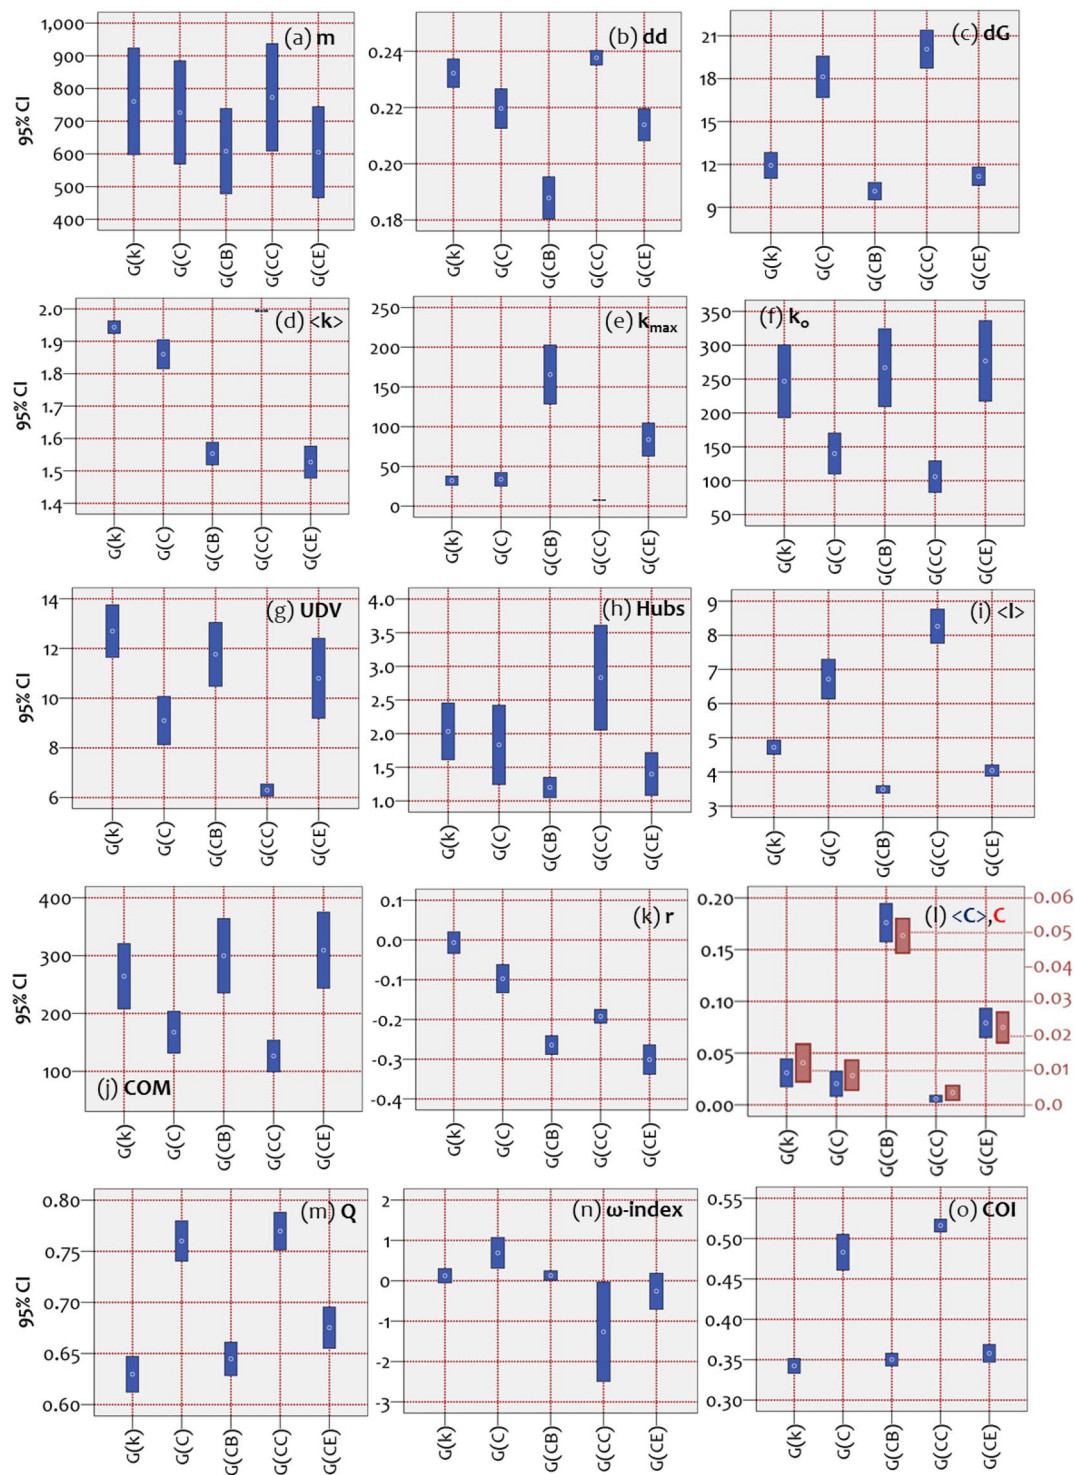 (a) m
95% CI
1,000
900
800
700
600
500
400
G(k)
G(C)
G(CB)
G(CC)
G(CE)
(b) dd
0.24
0.22
0.20
0.18
G(k)
G(C)
G(CB)
G(CC)
G(CE)
(c) dG
21
18
15
12
9
G(k)
G(C)
G(CB)
G(CC)
G(CE)
(d) <k>
95% CI
2.0
1.9
1.8
1.7
1.6
1.5
1.4
G(k)
G(C)
G(CB)
G(CC)
G(CE)
(e) kmax
250
200
150
100
50
0
G(k)
G(C)
G(CB)
G(CC)
G(CE)
(f) ko
350
300
250
200
150
100
50
G(k)
G(C)
G(CB)
G(CC)
G(CE)
(g) UDV
95% CI
14
12
10
8
6
G(k)
G(C)
G(CB)
G(CC)
G(CE)
(h) Hubs
4.0
3.5
3.0
2.5
2.0
1.5
1.0
G(k)
G(C)
G(CB)
G(CC)
G(CE)
(i) <l>
9
8
7
6
5
4
3
G(k)
G(C)
G(CB)
G(CC)
G(CE)
(j) COM
95% CI
400
300
200
100
G(k)
G(C)
G(CB)
G(CC)
G(CE)
(k) r
0.1
0.0
-0.1
-0.2
-0.3
-0.4
G(k)
G(C)
G(CB)
G(CC)
G(CE)
(l) <C>,C
0.20
0.15
0.10
0.05
0.00
0.06
0.05
0.04
0.03
0.02
0.01
0.0
G(k)
G(C)
G(CB)
G(CC)
G(CE)
(m) Q
95% CI
0.80
0.75
0.70
0.65
0.60
G(k)
G(C)
G(CB)
G(CC)
G(CE)
(n) ω-index
2
1
0
-1
-2
-3
G(k)
G(C)
G(CB)
G(CC)
G(CE)
(o) COI
0.55
0.50
0.45
0.40
0.35
0.30
G(k)
G(C)
G(CB)
G(CC)
G(CE)